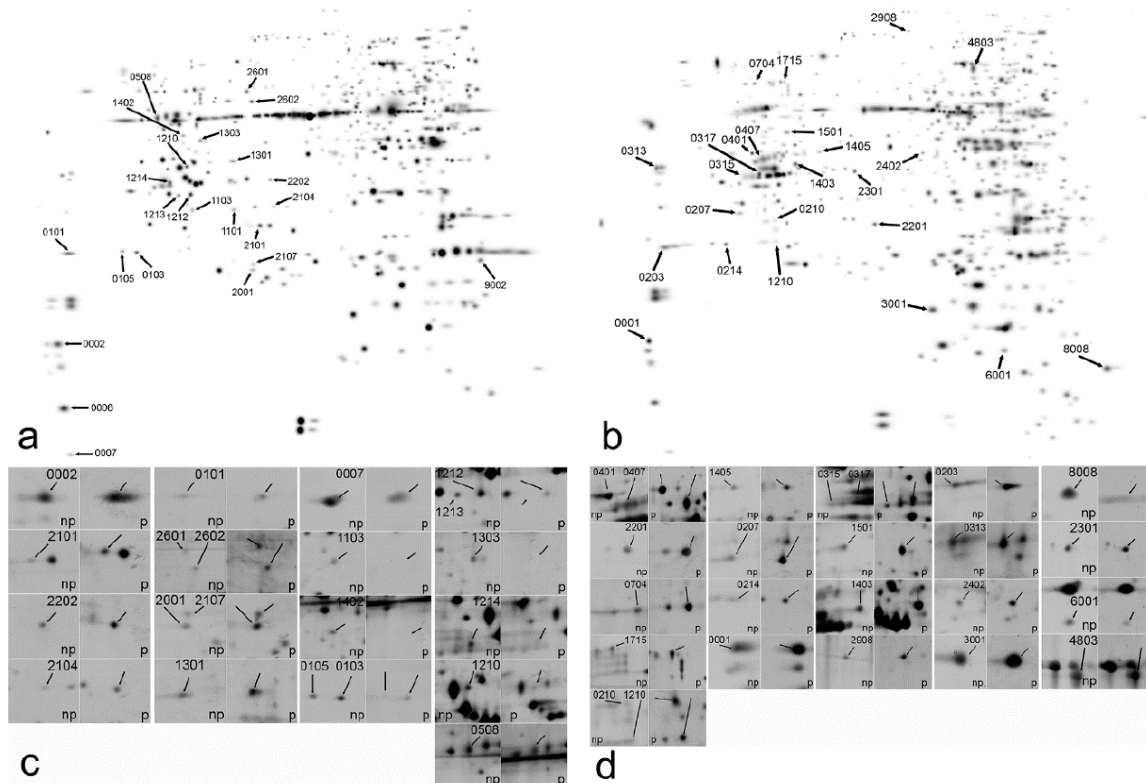 2601
0508
2602
1402
1210
1303
1301
1214
2202
2104
1213
1212
1103
1101
2101
0101
0105
0103
2107
2001
9002
0002
0006
0007
a
2908
4803
0704
1715
0317
0407
0401
1501
1405
0313
0315
2402
1403
2301
0207
0210
2201
0203
0214
1210
3001
0001
6001
8008
b
0002
np p
0101
np p
0007
np p
1212
1213
np p
2101
np p
2601 2602
np p
1103
np p
1303
np p
2202
np p
2001 2107
np p
1402
np p
1214
np p
2104
np p
1301
np p
0105 0103
np p
1210
np p
0508
np p
c
0401 0407
np p
1405
np p
0315 0317
np p
0203
np p
8008
np p
2201
np p
0207
np p
1501
np p
0313
np p
2301
np p
0704
np p
0214
np p
1403
np p
2402
np p
6001
np p
1715
np p
0001
np p
2908
np p
3001
np p
4803
np p
0210 1210
np p
d